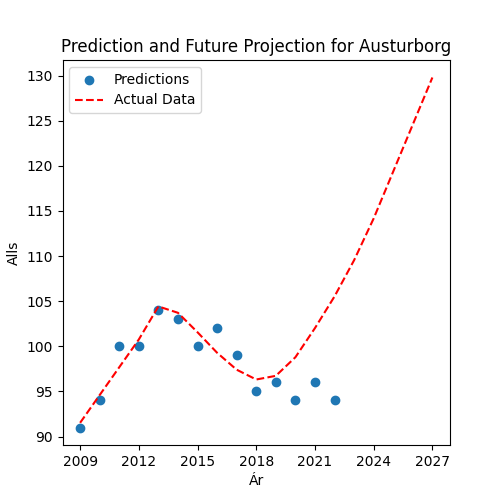 Prediction and Future Projection for Austurborg
Predictions
Actual Data
130
125
120
115
110
105
100
95
90
Alls
2009 2012 2015 2018 2021 2024 2027
Ár